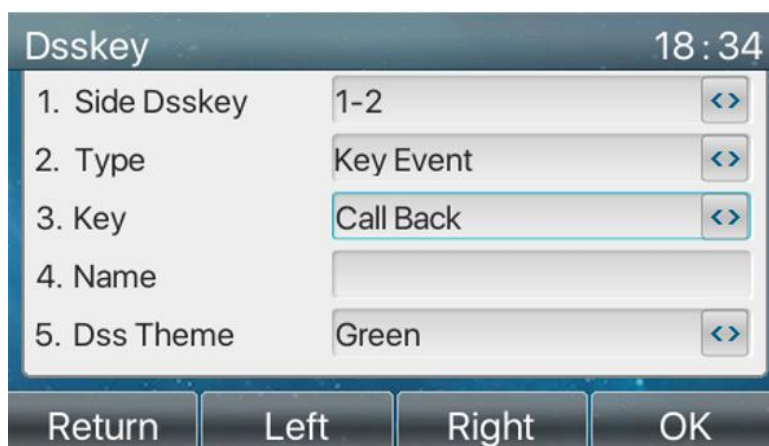 Dsskey 18:34
1. Side Dsskey 1-2 <>
2. Type Key Event <>
3. Key Call Back <>
4. Name
5. Dss Theme Green <>
Return Left Right OK